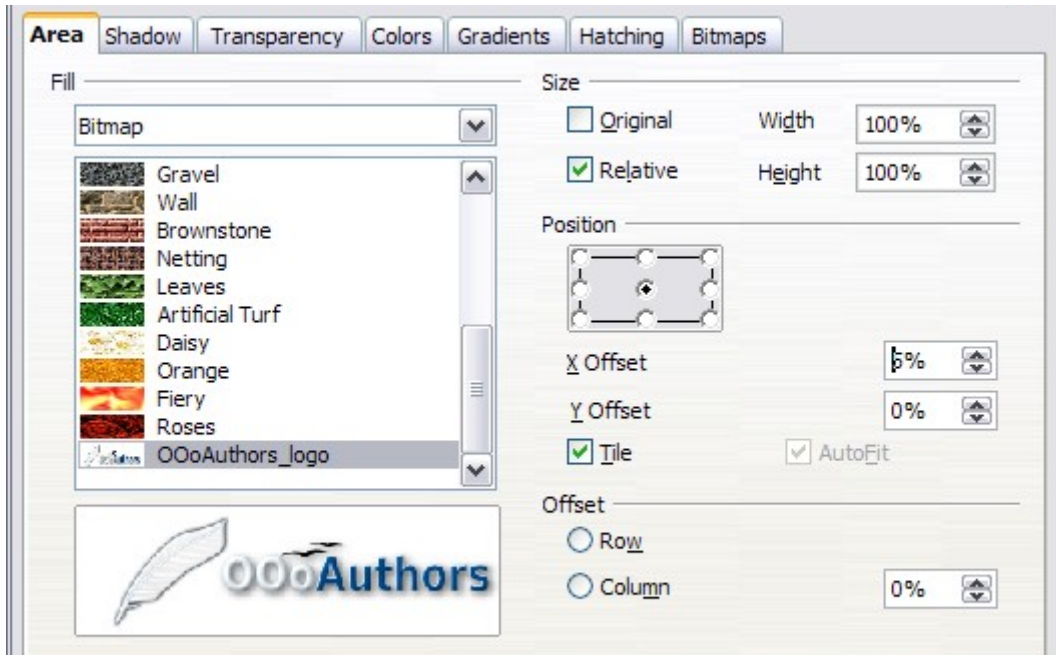 Area Shadow Transparency Colors Gradients Hatching Bitmaps
Fill
Bitmap
Gravel
Wall
Brownstone
Netting
Leaves
Artificial Turf
Daisy
Orange
Fiery
Roses
OOoAuthors_logo
OOoAuthors
Size
Original Width 100%
Relative Height 100%
Position
X Offset 5%
Y Offset 0%
Tile AutoFit
Offset
Row
Column 0%